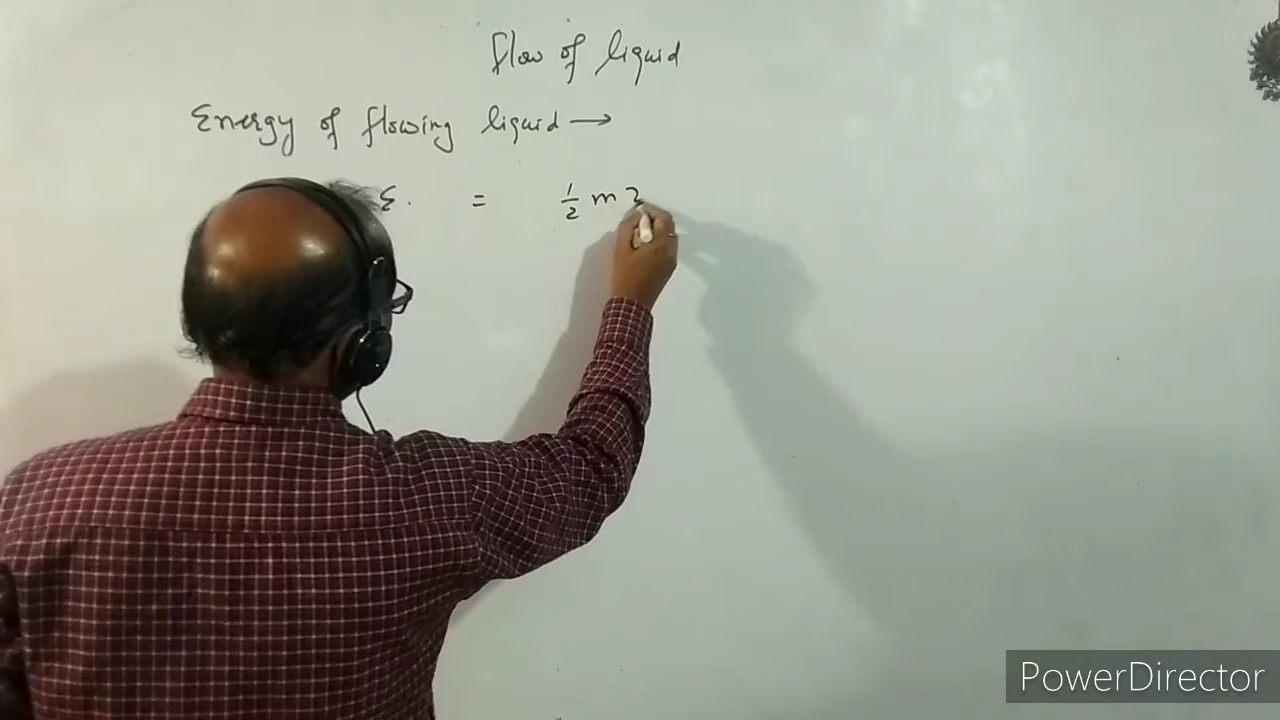 Flow of liquid
Energy of flowing liquid →
E. = 1/2 m
PowerDirector